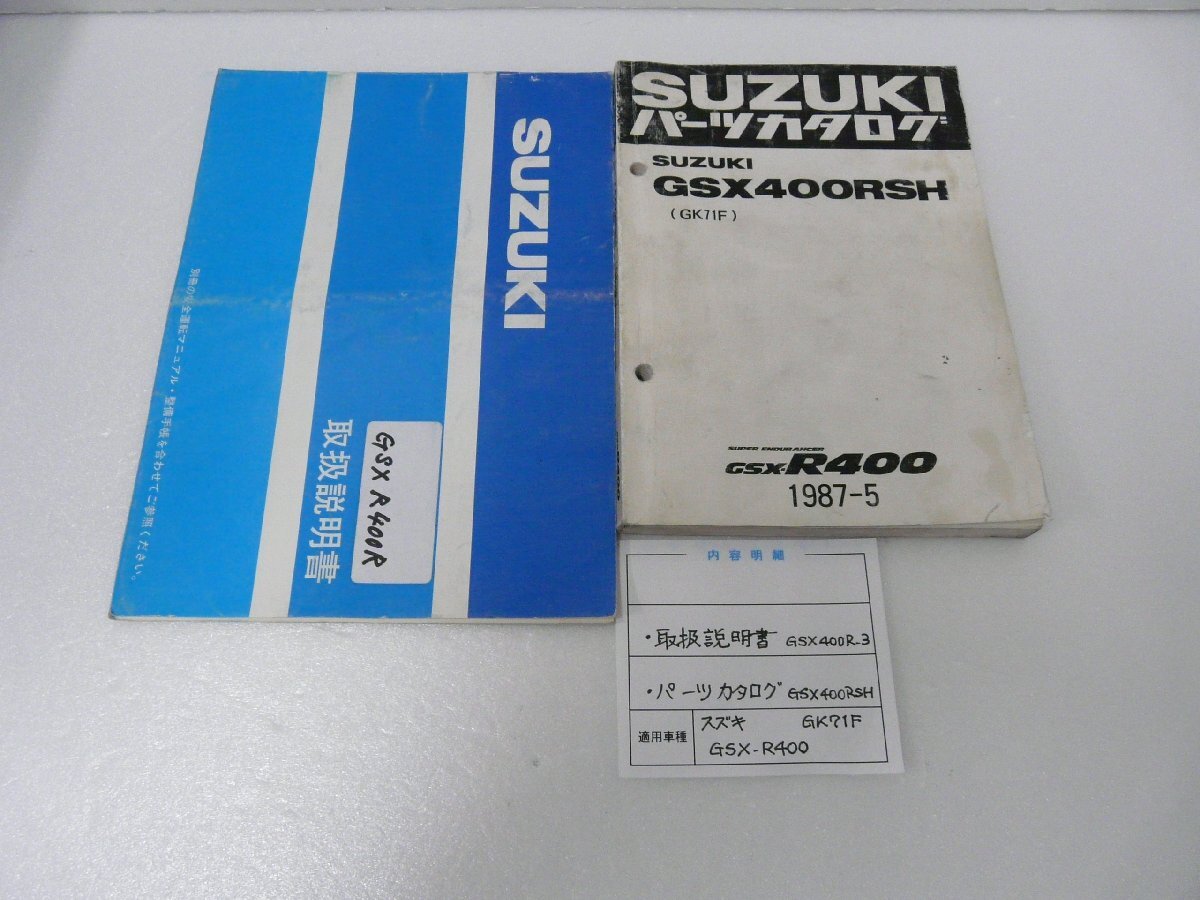 SUZUKI
取扱説明書
GSX R400R
別冊の安全運転マニュアル・整備手帳を合わせてご参照ください。
SUZUKI
パーツカタログ
SUZUKI
GSX400RSH
(GK71F)
SUPER ENDURANCER
GSX-R400
1987-5
内容明細
・取扱説明書 GSX400R-3
・パーツカタログ GSX400RSH
適用車種 スズキ GK71F
GSX-R400